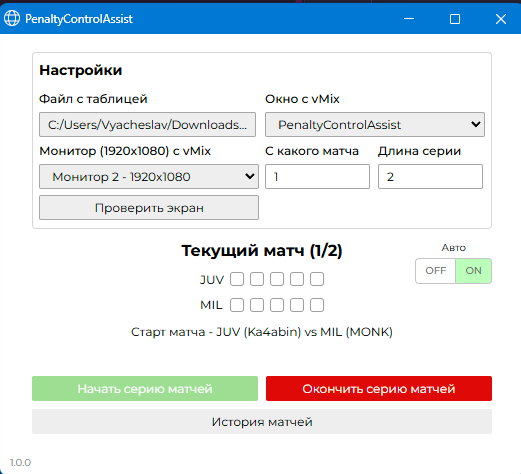 PenaltyControlAssist
Настройки
Файл с таблицей Окно с vMix
C:/Users/Vyacheslav/Downloads... PenaltyControlAssist
Монитор (1920x1080) с vMix С какого матча Длина серии
Монитор 2 - 1920x1080 1 2
Проверить экран
Текущий матч (1/2) Авто
OFF ON
JUV
MIL
Старт матча - JUV (Ka4abin) vs MIL (MONK)
Начать серию матчей Окончить серию матчей
История матчей
1.0.0